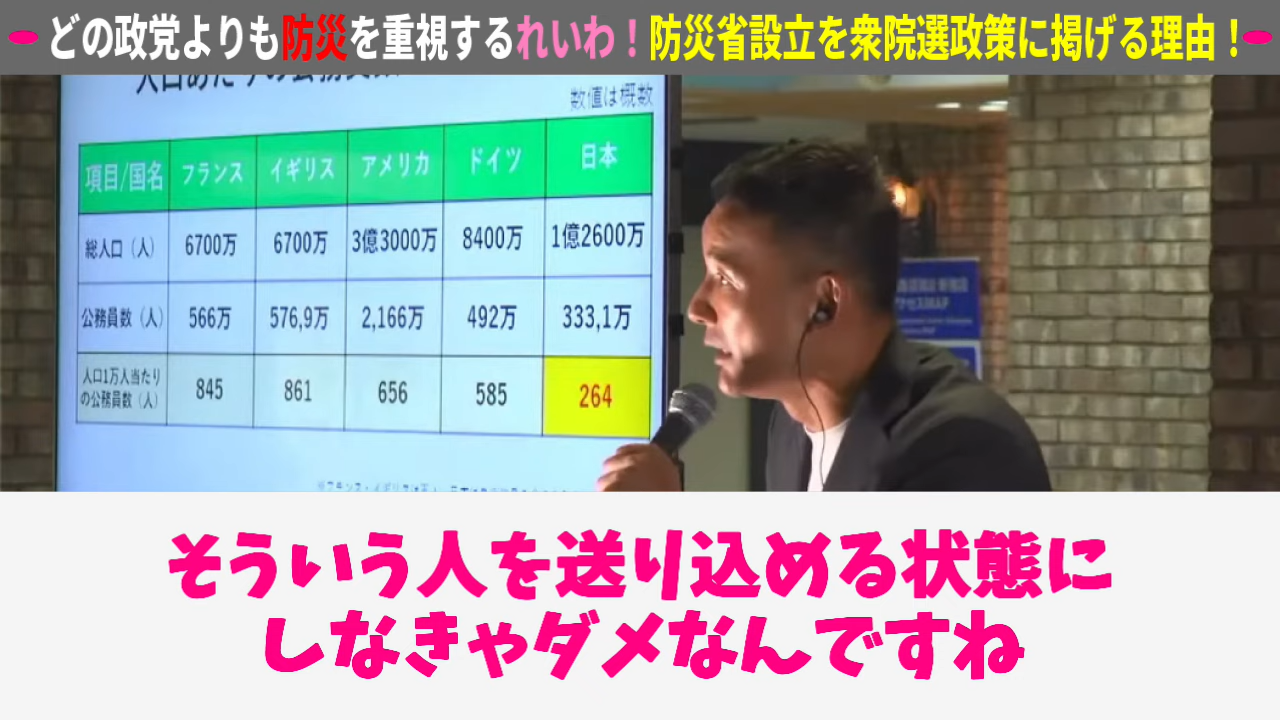 どの政党よりも防災を重視するれいわ！防災省設立を衆院選政策に掲げる理由！
数値は概数
項目/国名 フランス イギリス アメリカ ドイツ 日本
総人口（人） 6700万 6700万 3億3000万 8400万 1億2600万
公務員数（人） 566万 576,9万 2,166万 492万 333,1万
人口1万人当たり
の公務員数（人） 845 861 656 585 264
そういう人を送り込める状態に
しなきゃダメなんですね